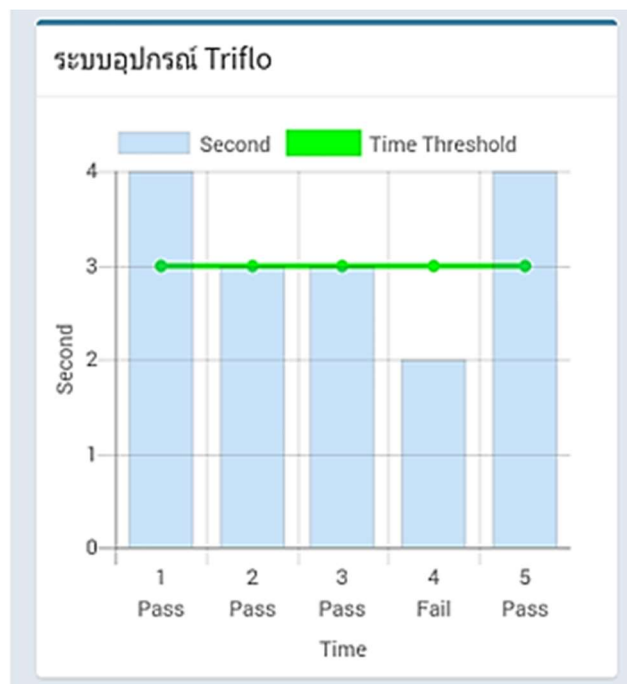 ระบบอุปกรณ์ Triflo
Second Time Threshold
4
3
2
1
0
Second
1 2 3 4 5
Pass Pass Pass Fail Pass
Time